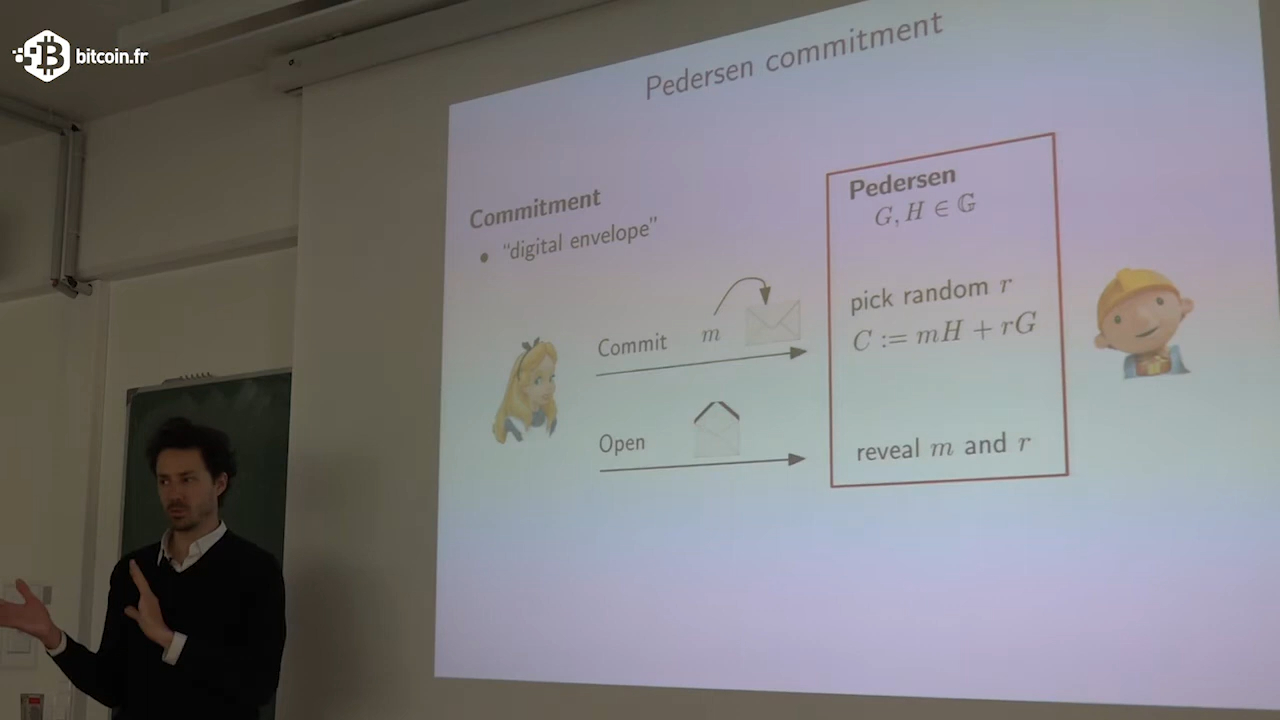 bitcoin.fr
Pedersen commitment
Commitment
• “digital envelope”
Commit m
Open
Pedersen
G, H ∈ 𝔾
pick random r
C := mH + rG
reveal m and r